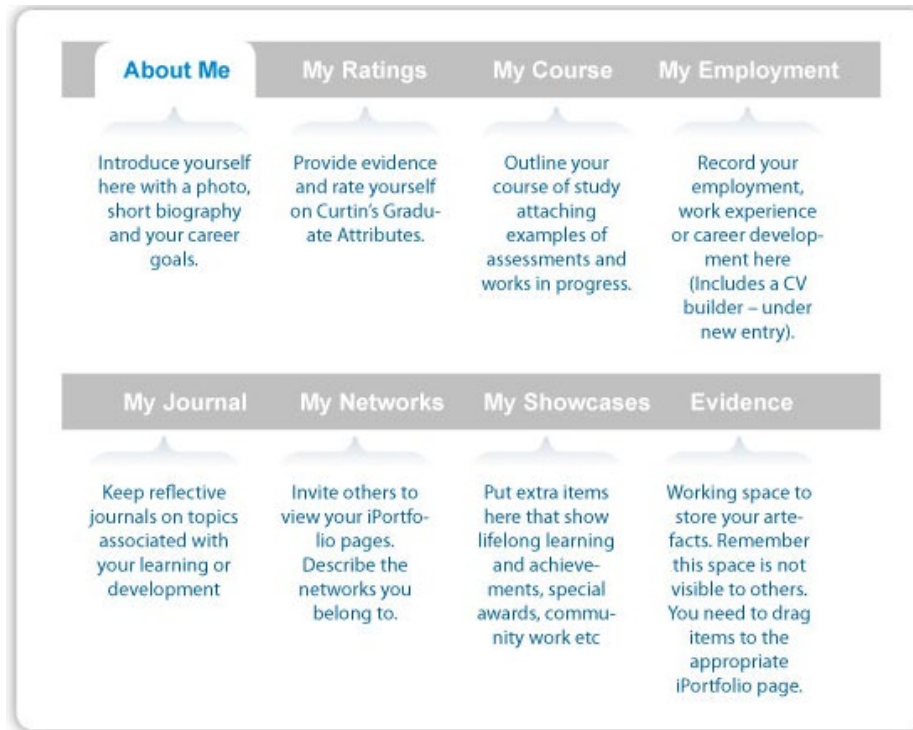 About Me
My Ratings
My Course
My Employment
Introduce yourself
here with a photo,
short biography
and your career
goals.
Provide evidence
and rate yourself
on Curtin's Gradu-
ate Attributes.
Outline your
course of study
attaching
examples of
assessments and
works in progress.
Record your
employment,
work experience
or career develop-
ment here
(Includes a CV
builder – under
new entry).
My Journal
My Networks
My Showcases
Evidence
Keep reflective
journals on topics
associated with
your learning or
development
Invite others to
view your iPortfo-
lio pages.
Describe the
networks you
belong to.
Put extra items
here that show
lifelong learning
and achieve-
ments, special
awards, commu-
nity work etc
Working space to
store your arte-
facts. Remember
this space is not
visible to others.
You need to drag
items to the
appropriate
iPortfolio page.